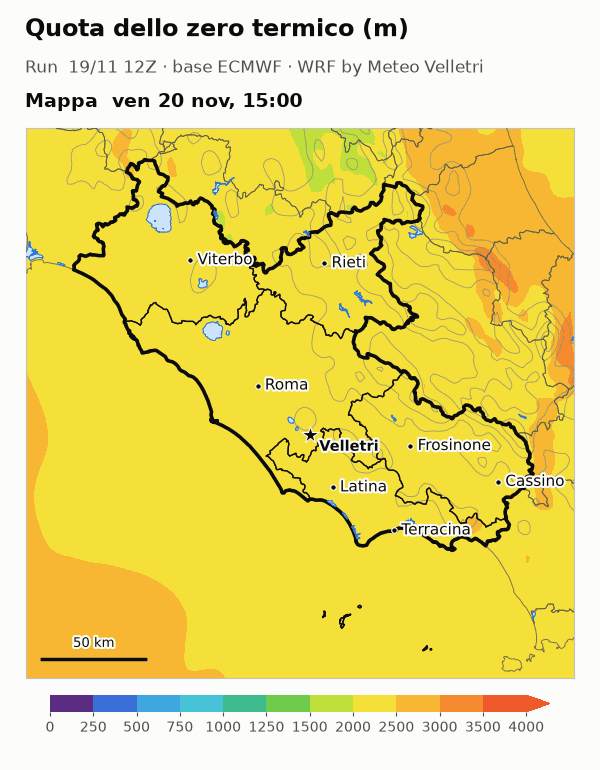 Quota dello zero termico (m)
Run  19/11 12Z · base ECMWF · WRF by Meteo Velletri
Mappa  ven 20 nov, 15:00
Viterbo
Rieti
Roma
Velletri
Frosinone
Cassino
Latina
Terracina
50 km
0 250 500 750 1000 1250 1500 2000 2500 3000 3500 4000